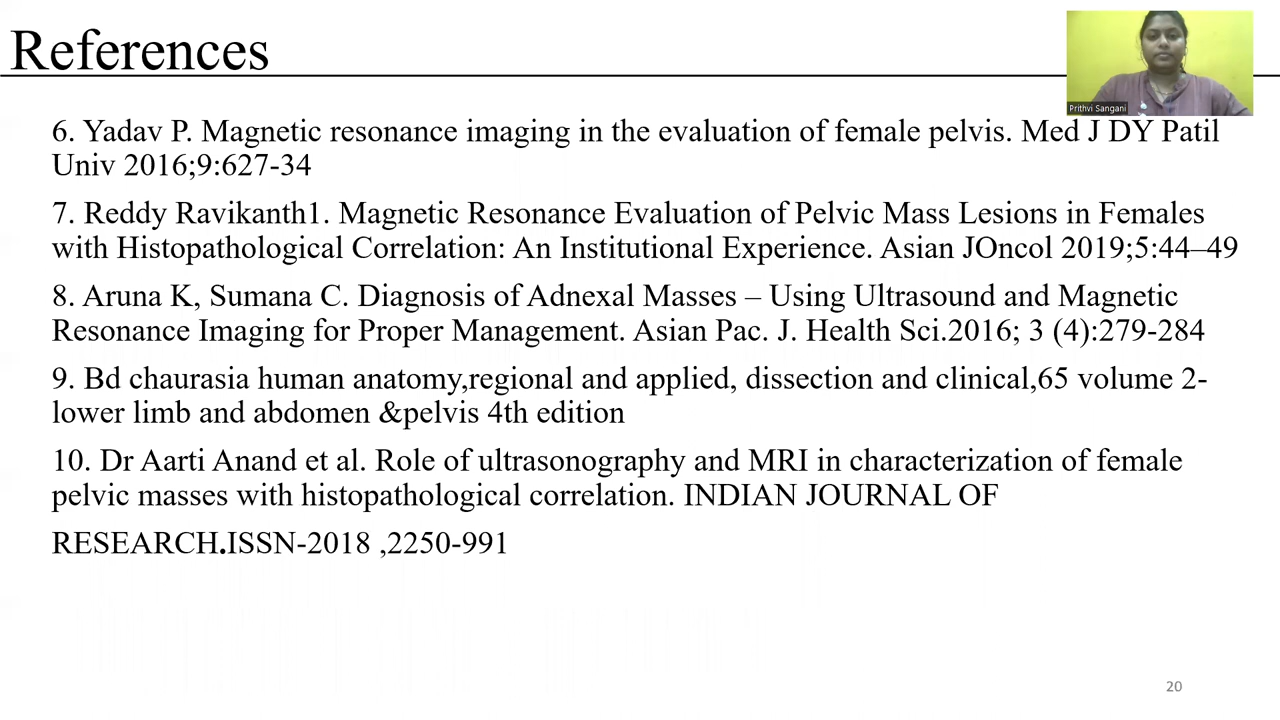 References
Prithvi Sangani
6. Yadav P. Magnetic resonance imaging in the evaluation of female pelvis. Med J DY Patil
Univ 2016;9:627-34
7. Reddy Ravikanth1. Magnetic Resonance Evaluation of Pelvic Mass Lesions in Females
with Histopathological Correlation: An Institutional Experience. Asian JOncol 2019;5:44–49
8. Aruna K, Sumana C. Diagnosis of Adnexal Masses – Using Ultrasound and Magnetic
Resonance Imaging for Proper Management. Asian Pac. J. Health Sci.2016; 3 (4):279-284
9. Bd chaurasia human anatomy,regional and applied, dissection and clinical,65 volume 2-
lower limb and abdomen &pelvis 4th edition
10. Dr Aarti Anand et al. Role of ultrasonography and MRI in characterization of female
pelvic masses with histopathological correlation. INDIAN JOURNAL OF
RESEARCH.ISSN-2018 ,2250-991
20